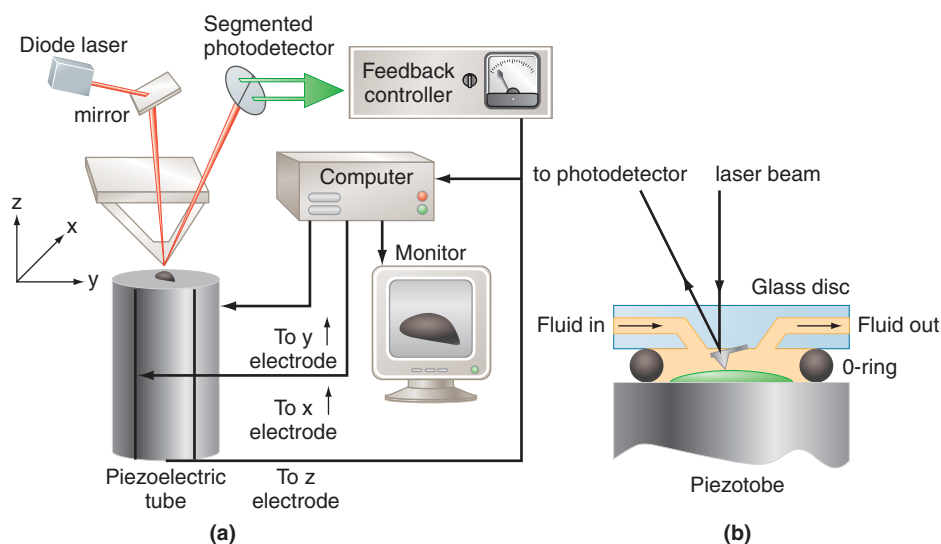 Diode laser
mirror
Segmented
photodetector
Feedback
controller
z
x
y
Computer
Monitor
To y
electrode
To x
electrode
To z
electrode
Piezoelectric
tube
(a)
to photodetector
laser beam
Glass disc
Fluid in
Fluid out
0-ring
Piezotobe
(b)